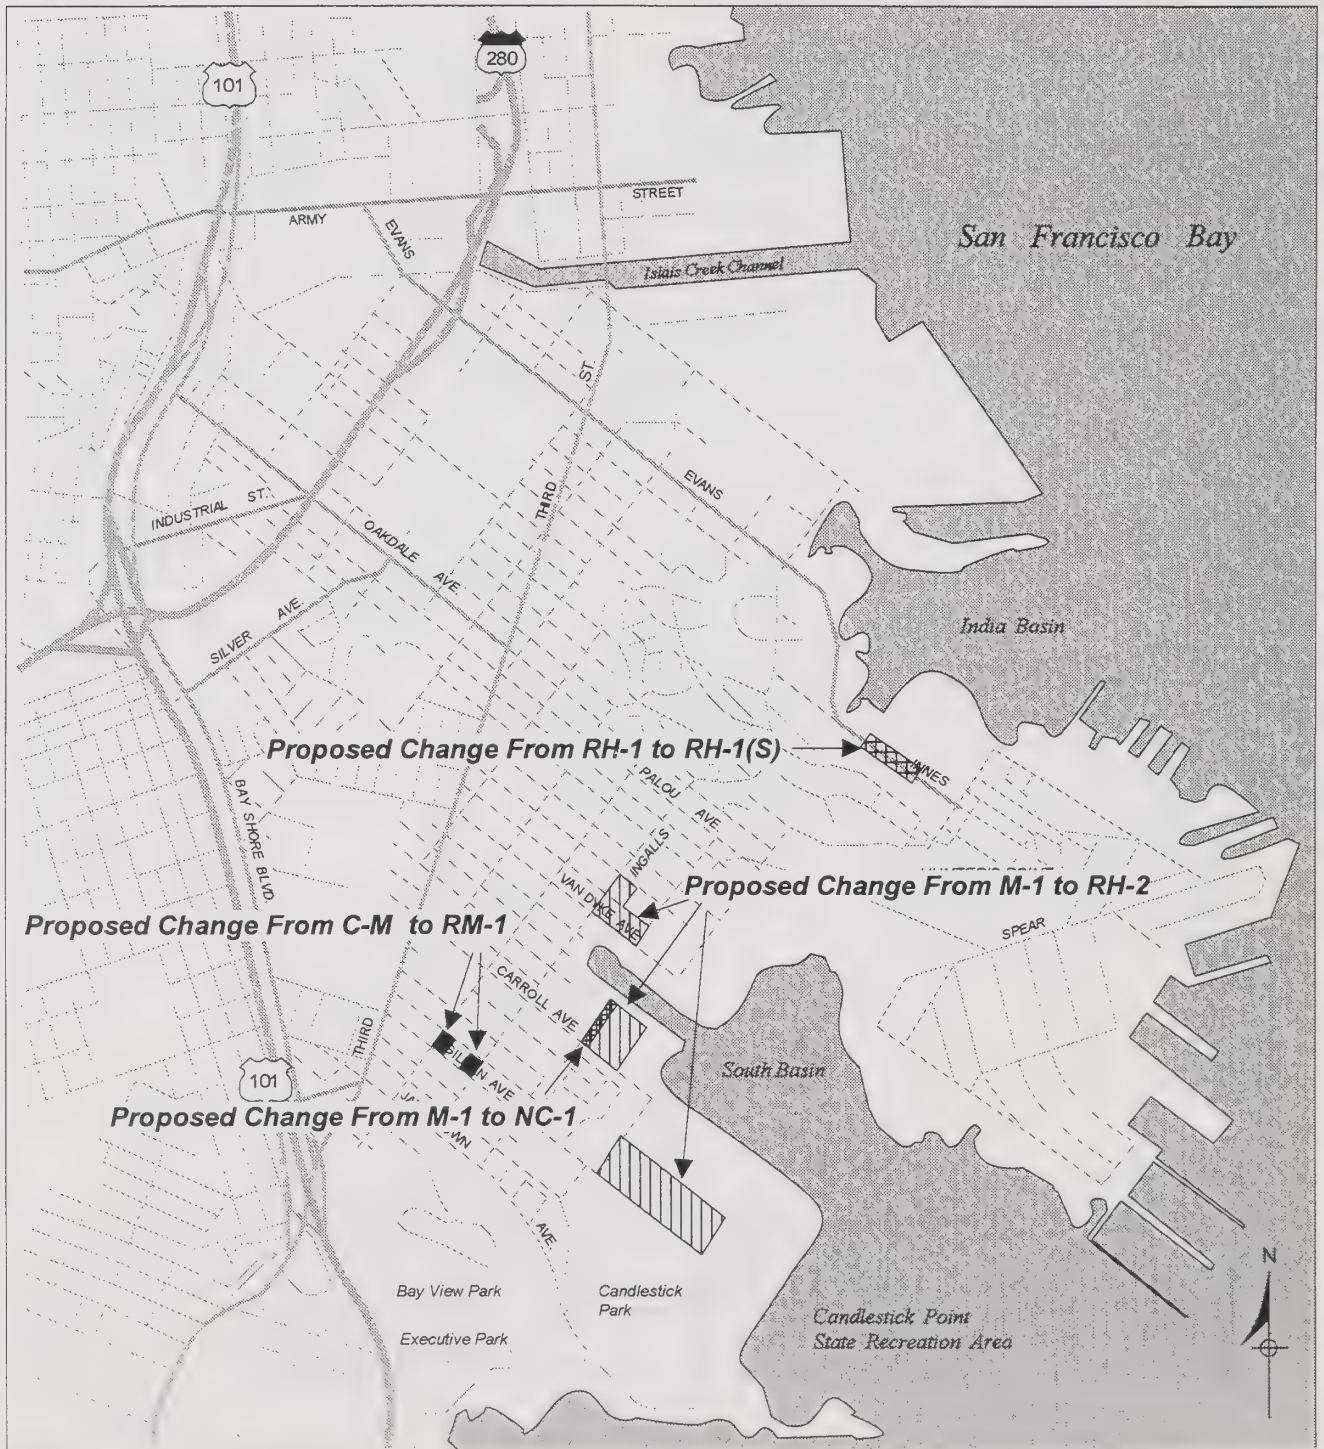 280
101
STREET
ARMY
EVANS
San Francisco Bay
Islais Creek Channel
ST.
EVANS
THIRD
INDUSTRIAL ST.
OAKDALE AVE.
India Basin
SILVER AVE.
Proposed Change From RH-1 to RH-1(S)
INNES
PALOU AVE.
BAY SHORE BLVD.
INGALLS
Proposed Change From M-1 to RH-2
VAN DYKE AVE
Proposed Change From C-M to RM-1
SPEAR
CARROLL AVE
THIRD
South Basin
101
AVE
Proposed Change From M-1 to NC-1
AVE
N
Bay View Park
Candlestick
Park
Candlestick Point
State Recreation Area
Executive Park